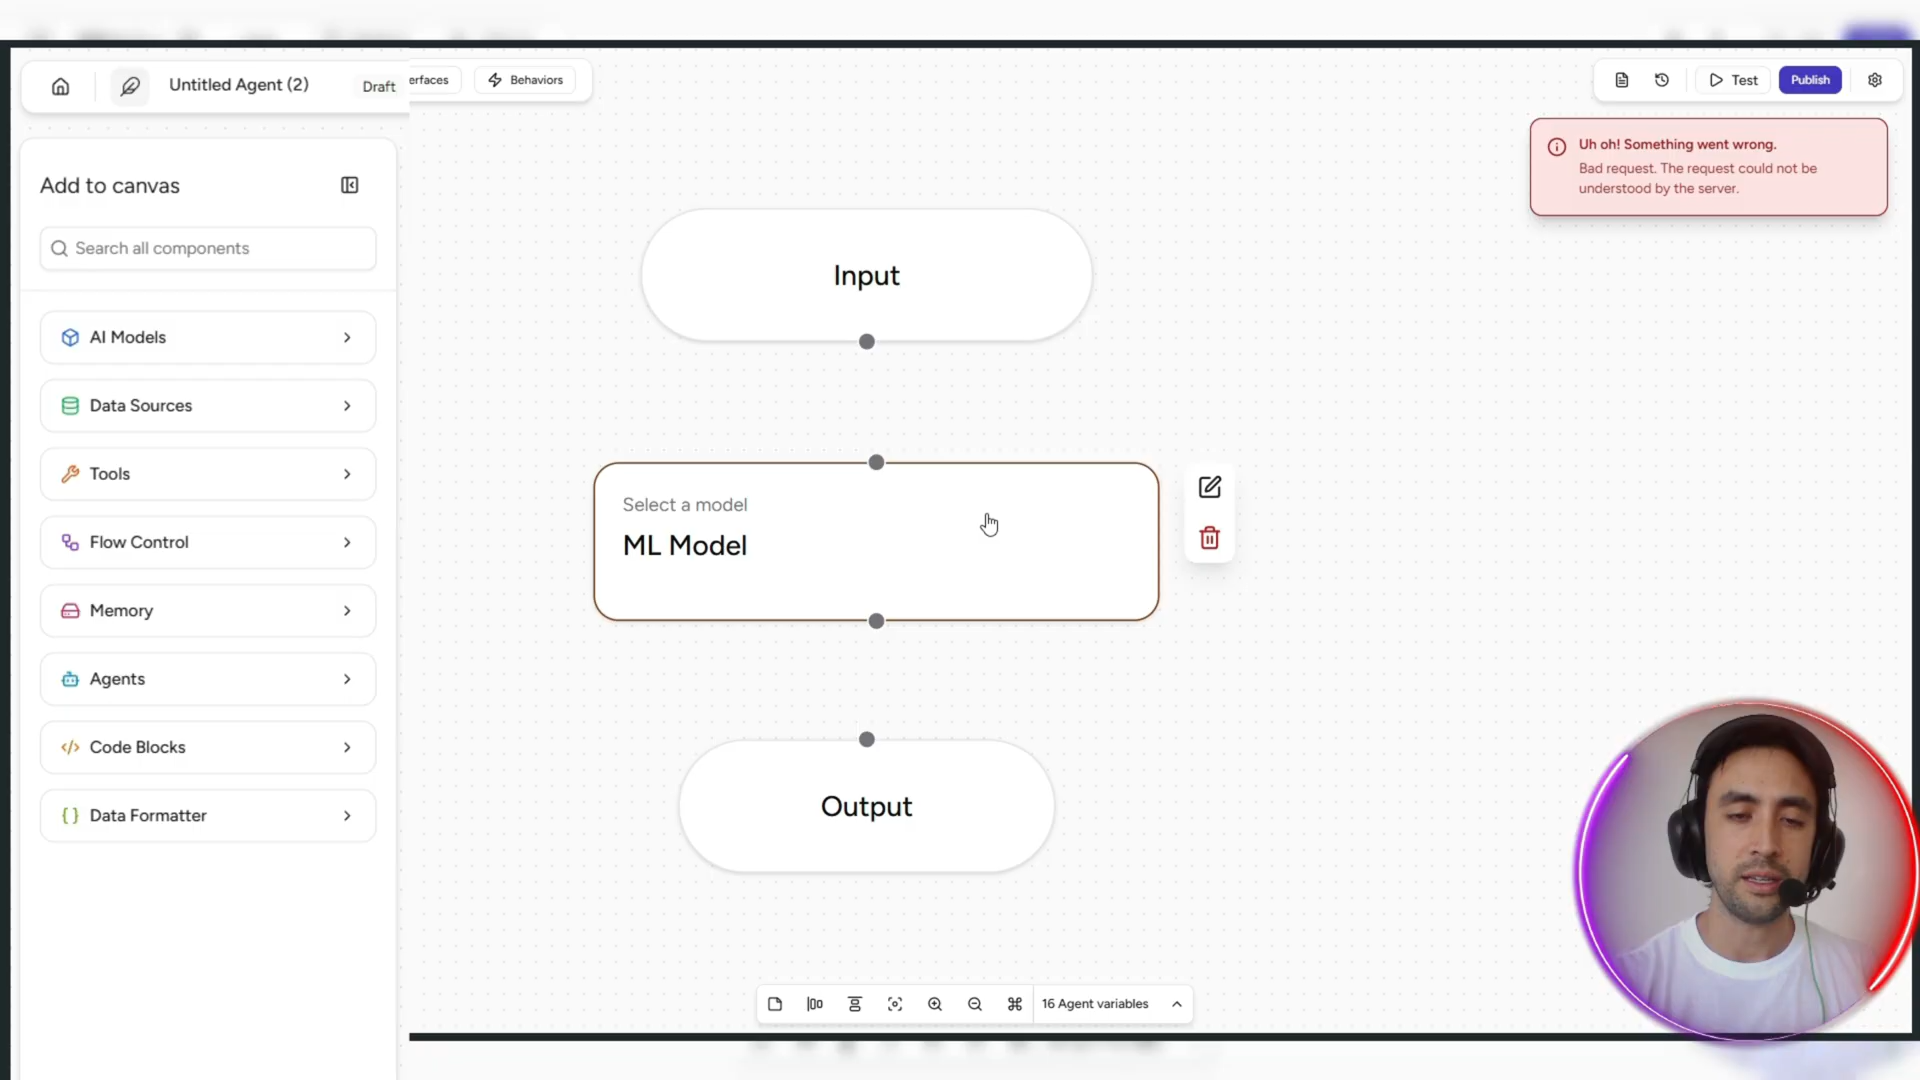 Untitled Agent (2)
Draft
erfaces
Behaviors
Test
Publish
Uh oh! Something went wrong.
Bad request. The request could not be
understood by the server.
Add to canvas
Search all components
AI Models
Data Sources
Tools
Flow Control
Memory
Agents
Code Blocks
Data Formatter
Input
Select a model
ML Model
Output
16 Agent variables